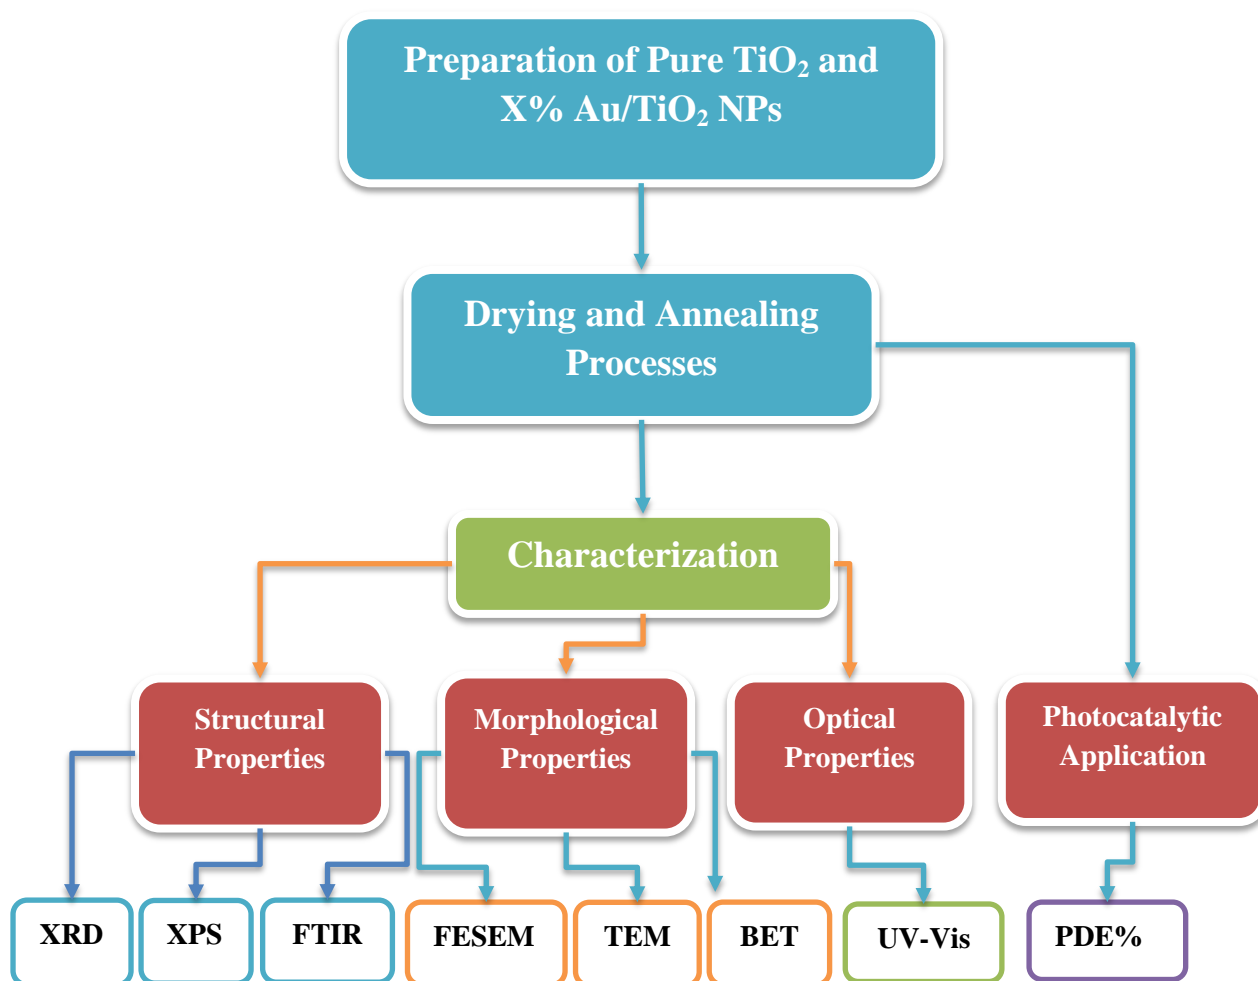 Preparation of Pure TiO₂ and
X% Au/TiO₂ NPs
Drying and Annealing
Processes
Characterization
Structural
Properties
Morphological
Properties
Optical
Properties
Photocatalytic
Application
XRD
XPS
FTIR
FESEM
TEM
BET
UV-Vis
PDE%